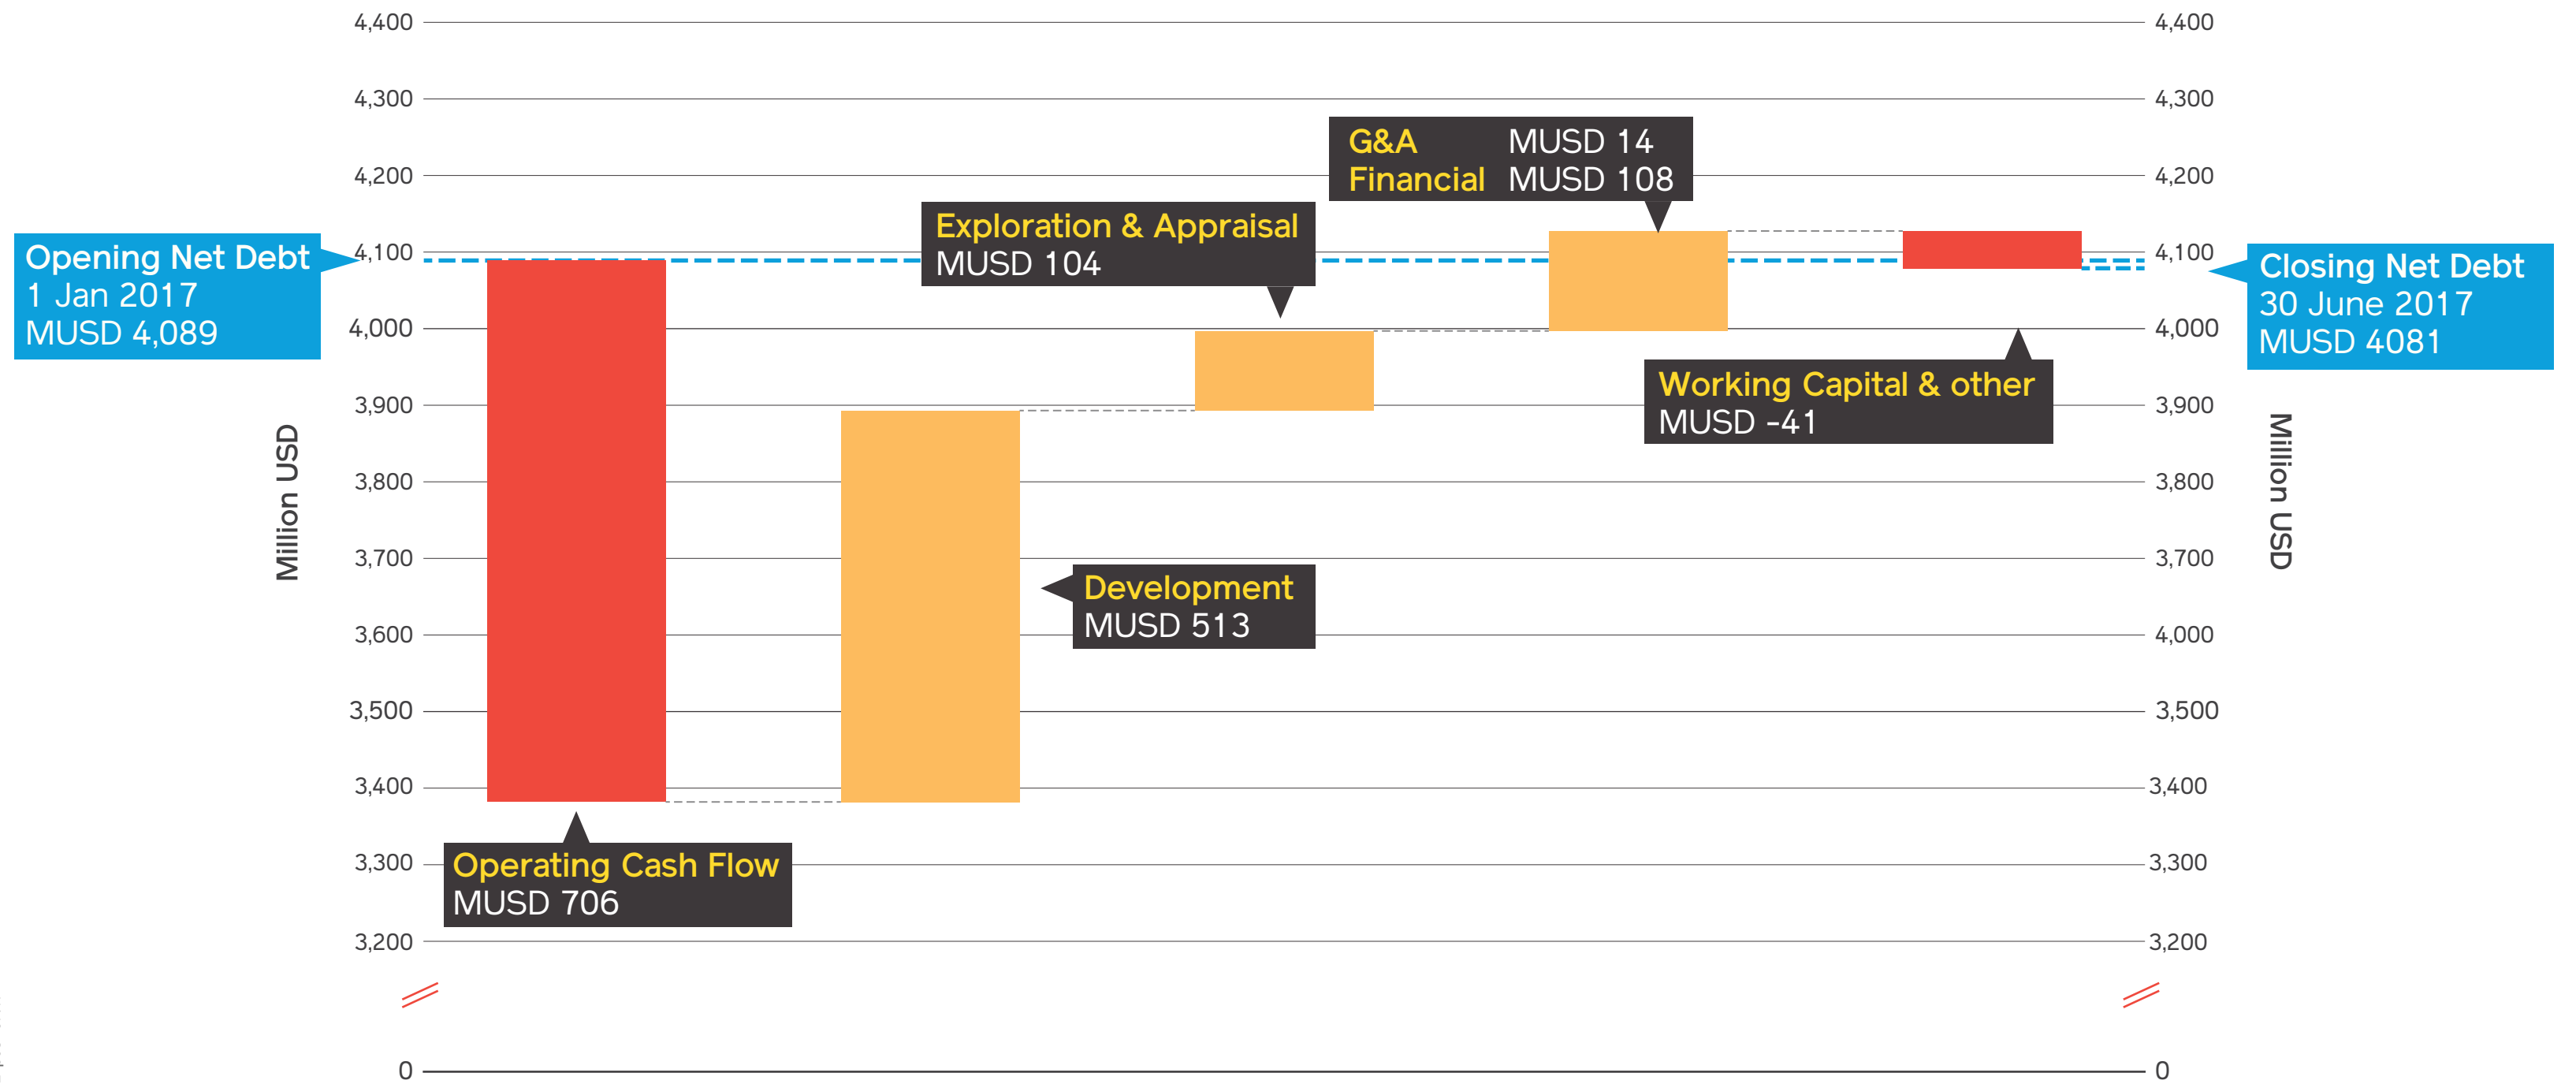 4,400
4,300
4,200
4,100
4,000
3,900
3,800
3,700
3,600
3,500
3,400
3,300
3,200
0
Million USD
Opening Net Debt
1 Jan 2017
MUSD 4,089
Operating Cash Flow
MUSD 706
Development
MUSD 513
Exploration & Appraisal
MUSD 104
G&A MUSD 14
Financial MUSD 108
Working Capital & other
MUSD -41
Closing Net Debt
30 June 2017
MUSD 4081
4,400
4,300
4,200
4,100
4,000
3,900
3,800
3,700
4,000
3,500
3,400
3,300
3,200
0
Million USD